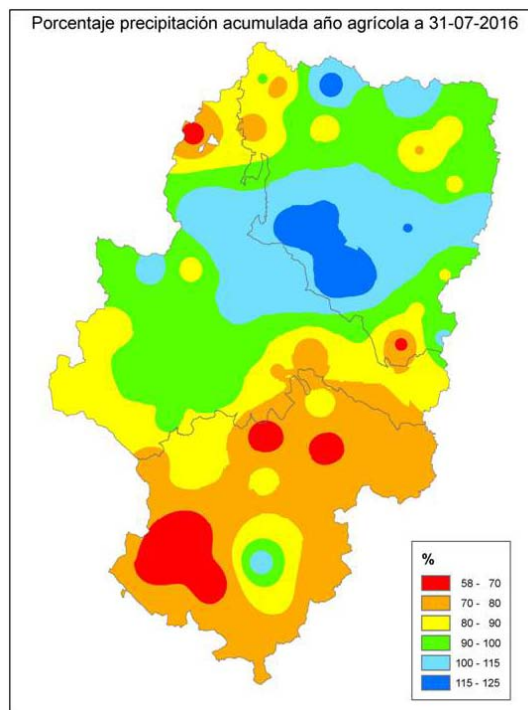 Porcentaje precipitación acumulada año agrícola a 31-07-2016
%
58 - 70
70 - 80
80 - 90
90 - 100
100 - 115
115 - 125